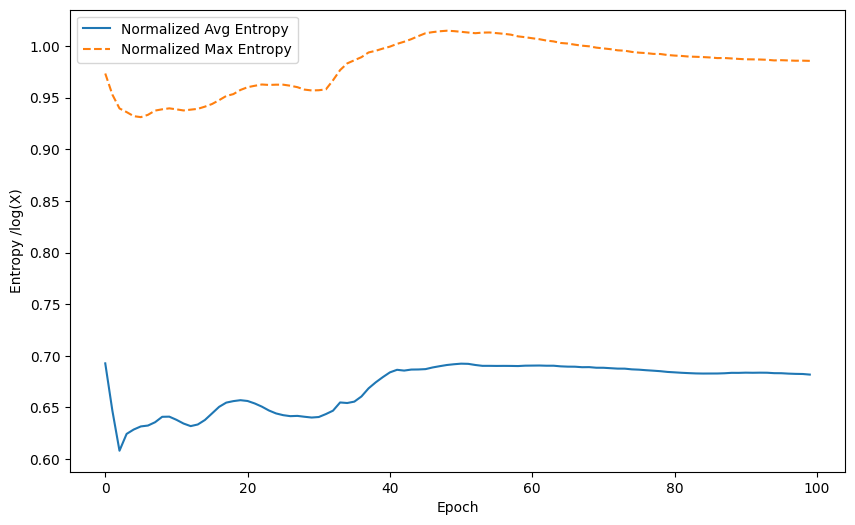 Normalized Avg Entropy
Normalized Max Entropy
1.00
0.95
0.90
0.85
0.80
0.75
0.70
0.65
0.60
Entropy /log(X)
0 20 40 60 80 100
Epoch